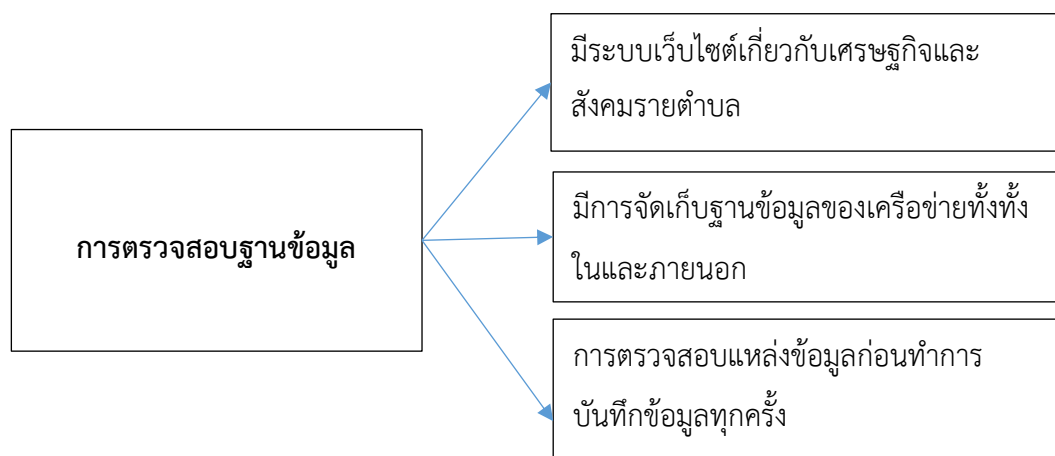 มีระบบเว็บไซต์เกี่ยวกับเศรษฐกิจและ
สังคมรายตำบล
การตรวจสอบฐานข้อมูล
มีการจัดเก็บฐานข้อมูลของเครือข่ายทั้งทั้ง
ในและภายนอก
การตรวจสอบแหล่งข้อมูลก่อนทำการ
บันทึกข้อมูลทุกครั้ง